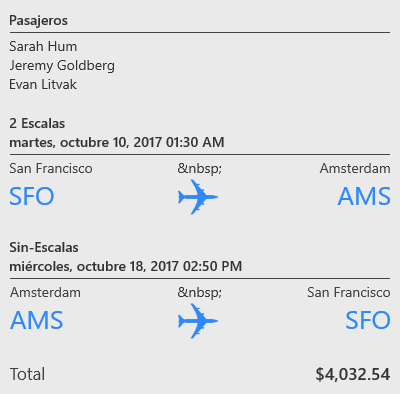 Pasajeros
Sarah Hum
Jeremy Goldberg
Evan Litvak
2 Escalas
martes, octubre 10, 2017 01:30 AM
San Francisco &nbsp; Amsterdam
SFO AMS
Sin-Escalas
miércoles, octubre 18, 2017 02:50 PM
Amsterdam &nbsp; San Francisco
AMS SFO
Total $4,032.54